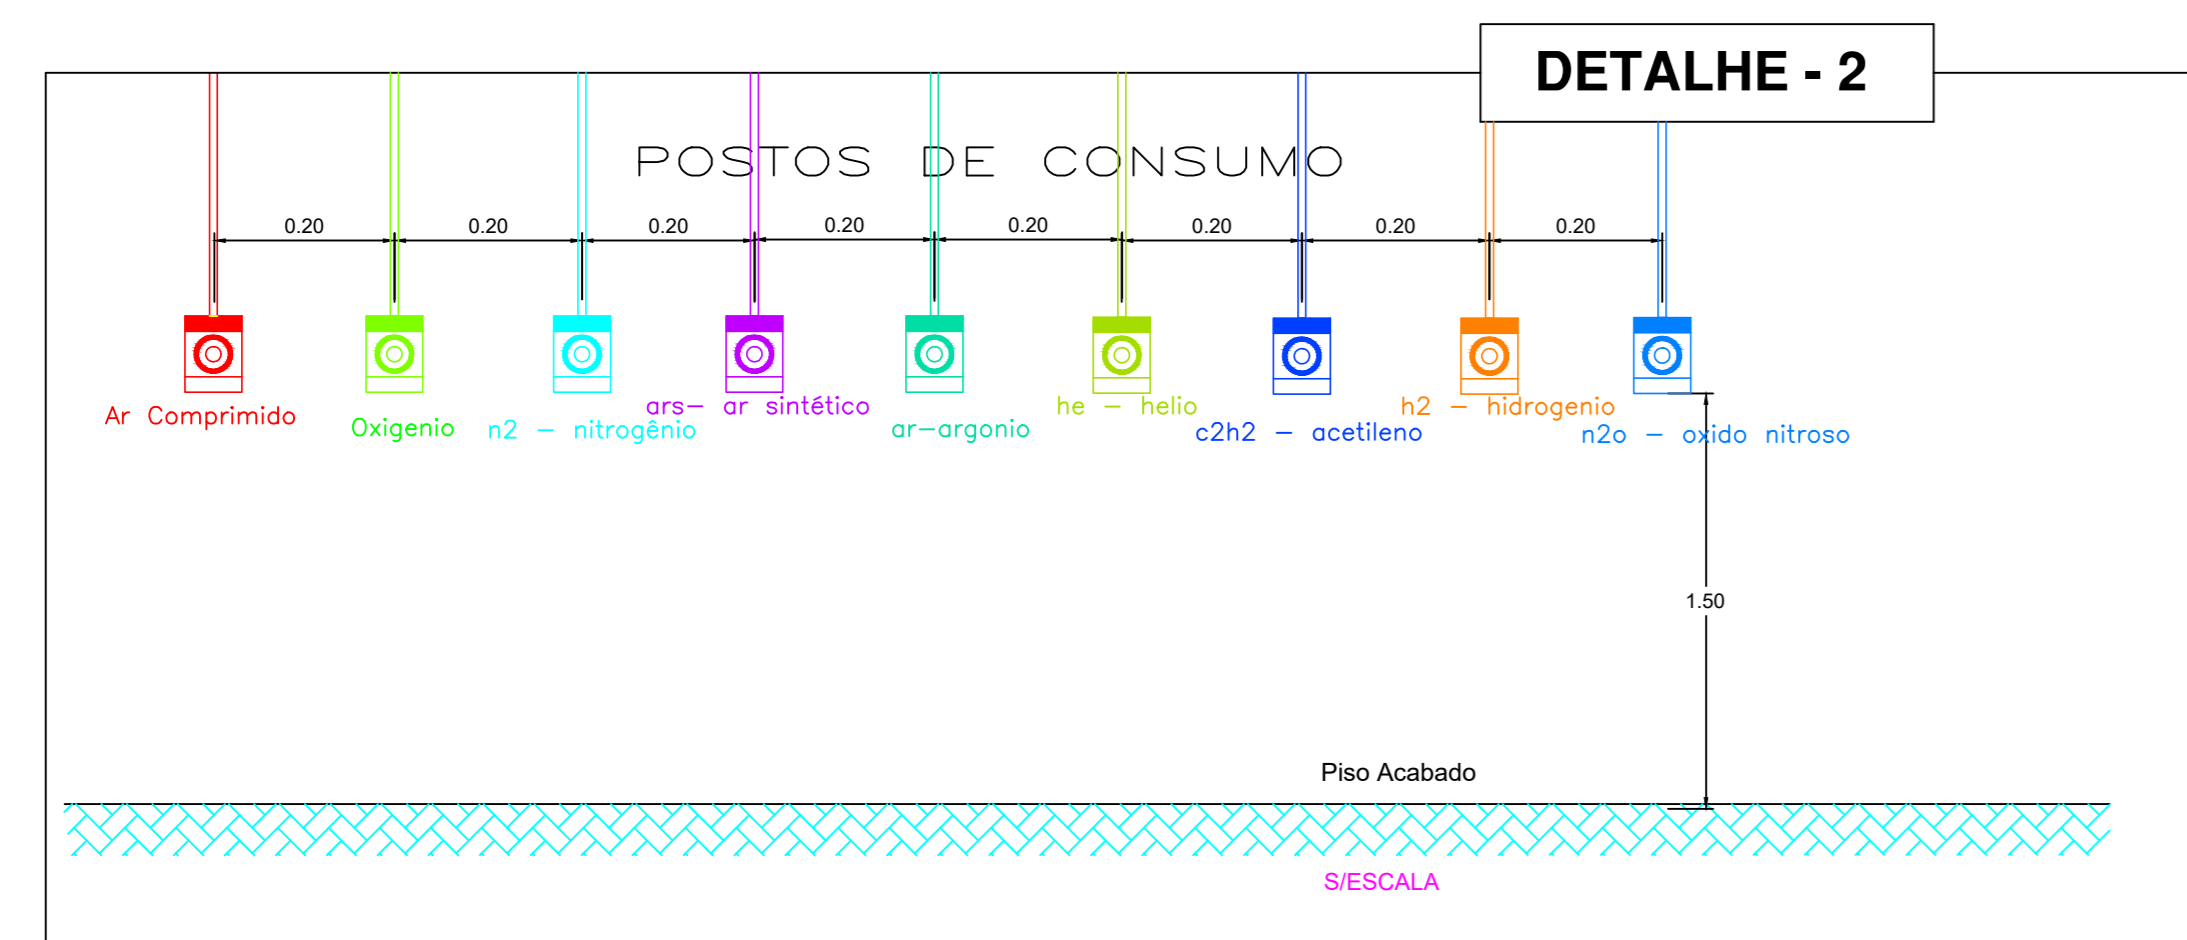 DETALHE - 2
POSTOS DE CONSUMO
0.20 0.20 0.20 0.20 0.20 0.20 0.20 0.20
Ar Comprimido
Oxigenio
n2 - nitrogênio
ars- ar sintético
ar-argonio
he - helio
c2h2 - acetileno
h2 - hidrogenio
n2o - oxido nitroso
1.50
Piso Acabado
S/ESCALA